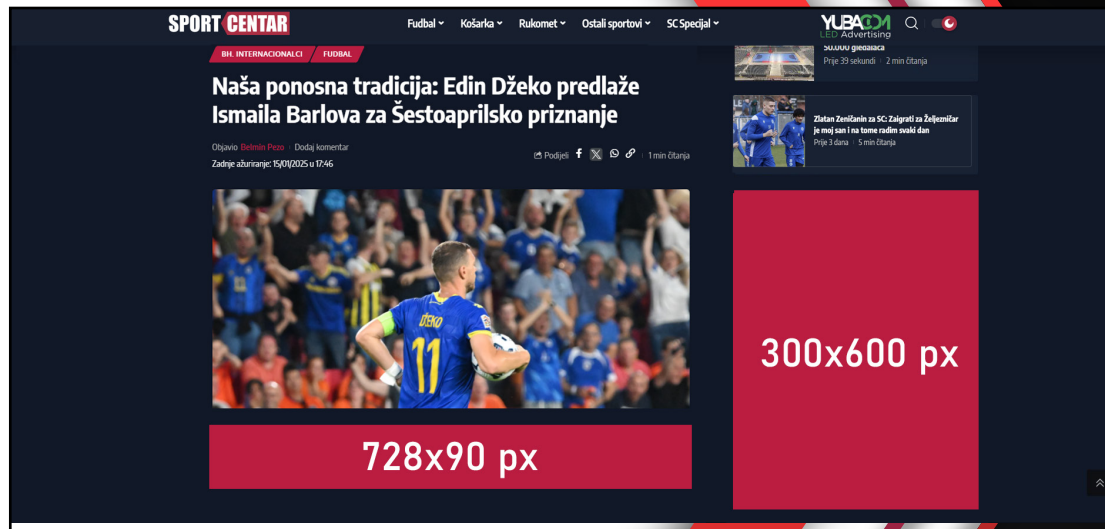 SPORT CENTAR
Fudbal
Košarka
Rukomet
Ostali sportovi
SC Specijal
YUBACOM
LED Advertising
BH. INTERNACIONALCI
FUDBAL
Naša ponosna tradicija: Edin Džeko predlaže
Ismaila Barlova za Šestoaprilsko priznanje
Objavio Belmin Pezo Dodaj komentar
Zadnje ažuriranje: 15/01/2025 u 17:46
Podijeli
1 min čitanja
DŽEKO
11
728x90 px
50.000 gledalaca
Prije 39 sekundi 2 min čitanja
Zlatan Zeničanin za SC: Zaigrati za Željezničar
je moj san i na tome radim svaki dan
Prije 3 dana 5 min čitanja
300x600 px